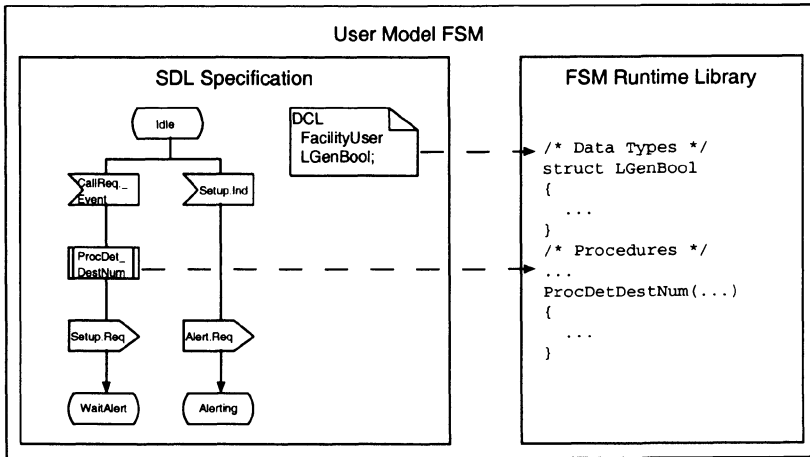 User Model FSM
SDL Specification
Idle
CallReq._
Event
Setup.Ind
ProcDet_
DestNum
Setup.Req
Alert.Req
WaitAlert
Alerting
DCL
FacilityUser
LGenBool;
FSM Runtime Library
/* Data Types */
struct LGenBool
{
...
}
/* Procedures */
...
ProcDetDestNum(...)
{
...
}